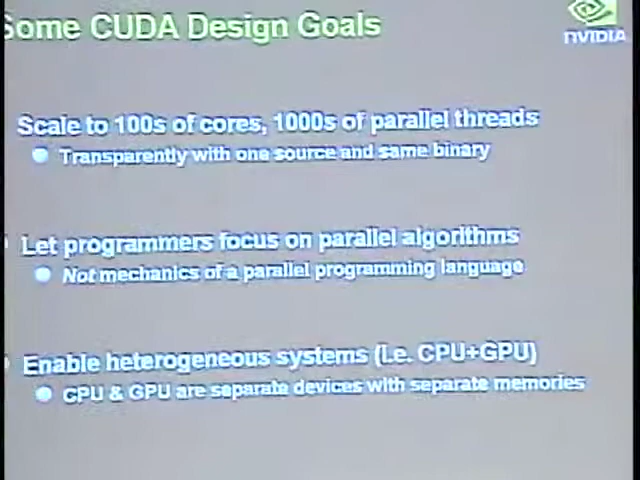 Some CUDA Design Goals
NVIDIA
Scale to 100s of cores, 1000s of parallel threads
Transparently with one source and same binary
Let programmers focus on parallel algorithms
Not mechanics of a parallel programming language
Enable heterogeneous systems (i.e. CPU+GPU)
CPU & GPU are separate devices with separate memories